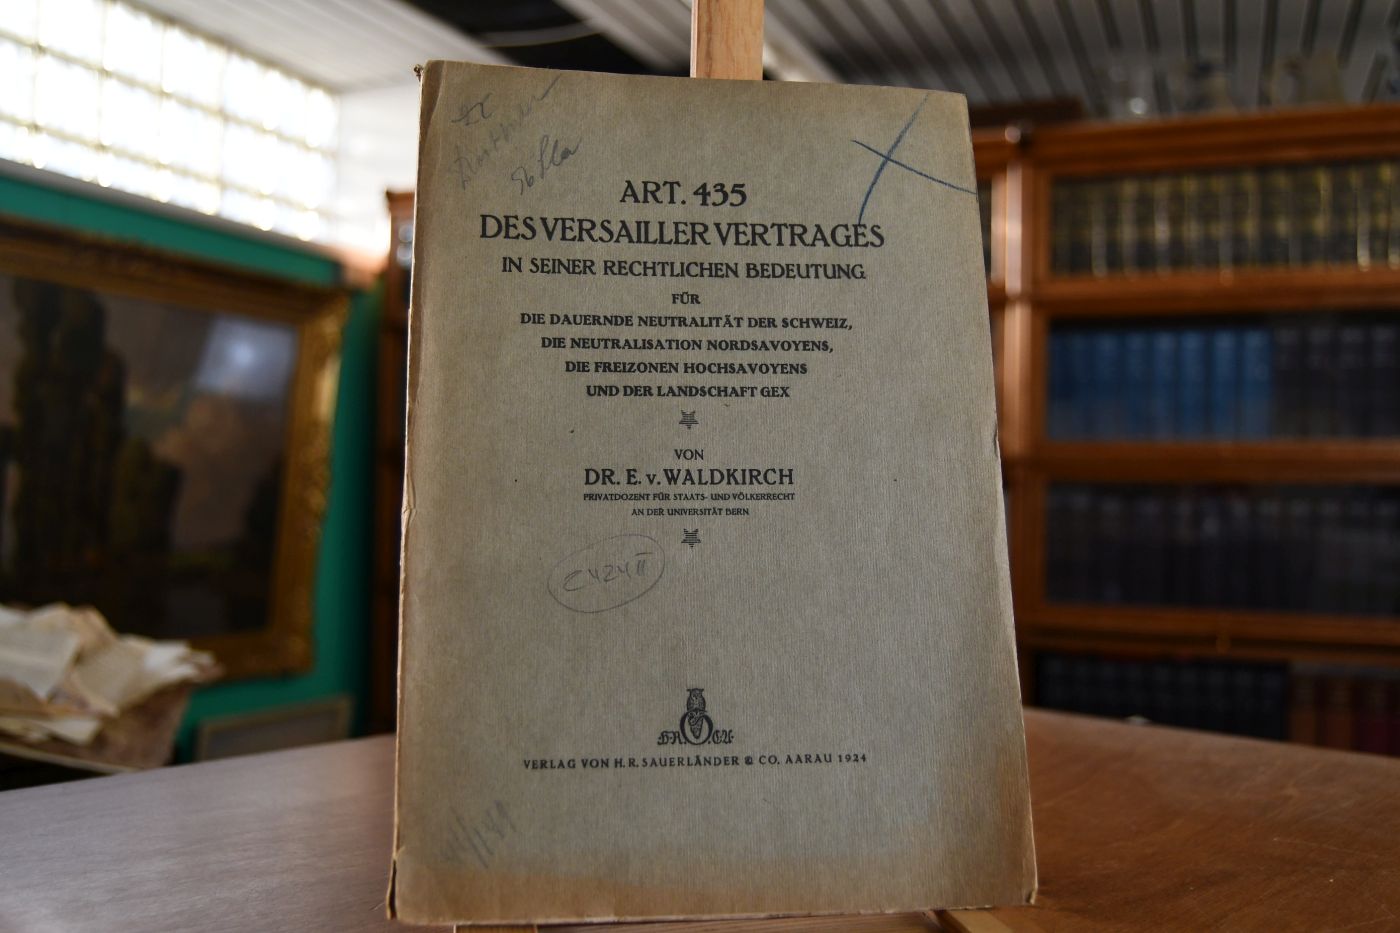 ART. 435
DES VERSAILLER VERTRAGES
IN SEINER RECHTLICHEN BEDEUTUNG
FÜR
DIE DAUERNDE NEUTRALITÄT DER SCHWEIZ,
DIE NEUTRALISATION NORDSAVOYENS,
DIE FREIZONEN HOCHSAVOYENS
UND DER LANDSCHAFT GEX
VON
DR. E. v. WALDKIRCH
PRIVATDOZENT FÜR STAATS- UND VÖLKERRECHT
AN DER UNIVERSITÄT BERN
VERLAG VON H. R. SAUERLÄNDER & CO. AARAU 1924